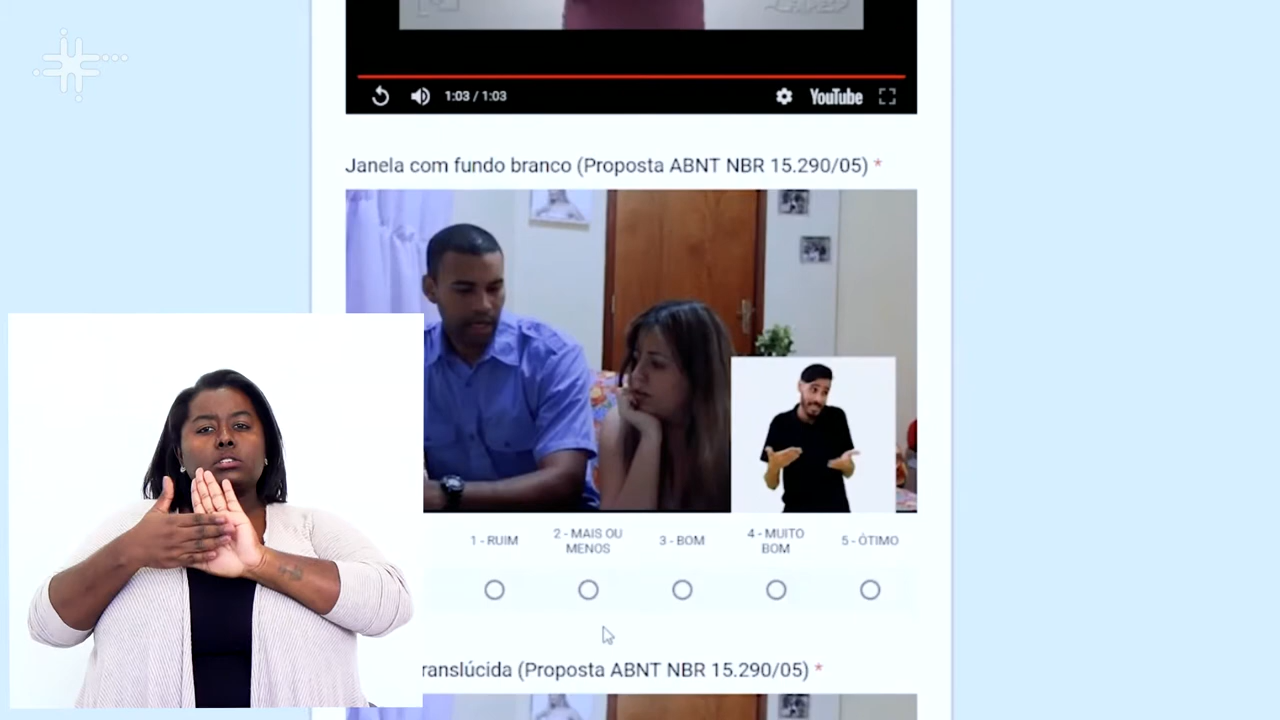 1:03 / 1:03
YouTube
Janela com fundo branco (Proposta ABNT NBR 15.290/05) *
1 - RUIM
2 - MAIS OU
MENOS
3 - BOM
4 - MUITO
BOM
5 - ÓTIMO
translúcida (Proposta ABNT NBR 15.290/05) *